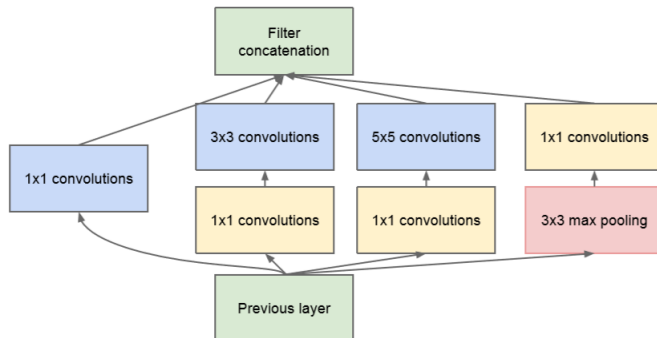 Filter
concatenation
3x3 convolutions
5x5 convolutions
1x1 convolutions
1x1 convolutions
1x1 convolutions
1x1 convolutions
3x3 max pooling
Previous layer